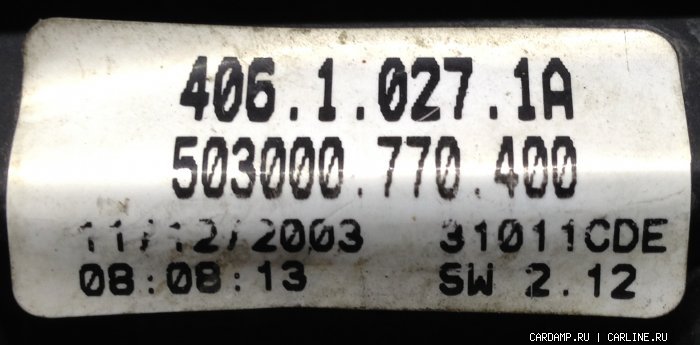 406.1.027.1A
503000.770.400
11/12/2003 31011CDE
08:08:13 SW 2.12
CARDAMP.RU | CARLINE.RU